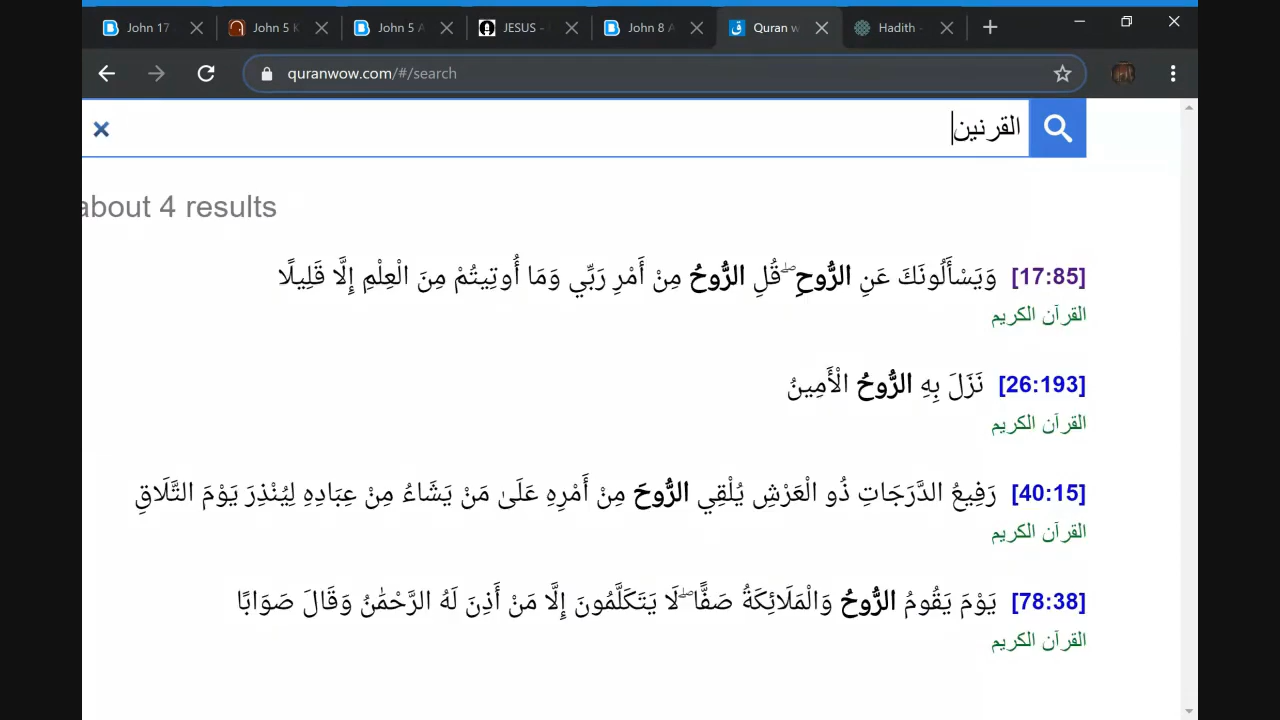 John 17
John 5 K
John 5 A
JESUS -
John 8 A
Quran w
Hadith -
quranwow.com/#/search
القرنين
about 4 results
[17:85] وَيَسْأَلُونَكَ عَنِ الرُّوحِ ۖ قُلِ الرُّوحُ مِنْ أَمْرِ رَبِّي وَمَا أُوتِيتُمْ مِنَ الْعِلْمِ إِلَّا قَلِيلًا
القرآن الكريم
[26:193] نَزَلَ بِهِ الرُّوحُ الْأَمِينُ
القرآن الكريم
[40:15] رَفِيعُ الدَّرَجَاتِ ذُو الْعَرْشِ يُلْقِي الرُّوحَ مِنْ أَمْرِهِ عَلَىٰ مَنْ يَشَاءُ مِنْ عِبَادِهِ لِيُنْذِرَ يَوْمَ التَّلَاقِ
القرآن الكريم
[78:38] يَوْمَ يَقُومُ الرُّوحُ وَالْمَلَائِكَةُ صَفًّا ۖ لَا يَتَكَلَّمُونَ إِلَّا مَنْ أَذِنَ لَهُ الرَّحْمَٰنُ وَقَالَ صَوَابًا
القرآن الكريم